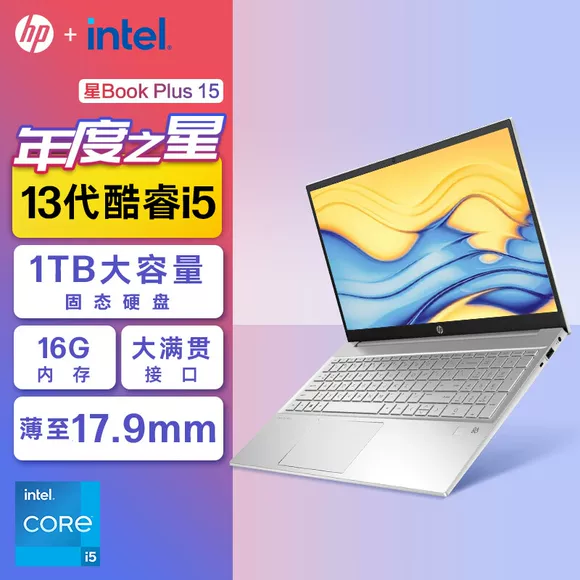 hp + intel.
星Book Plus 15
年度之星
13代酷睿i5
1TB大容量
固态硬盘
16G
内存
大满贯
接口
薄至17.9mm
intel.
CORE
i5
hp